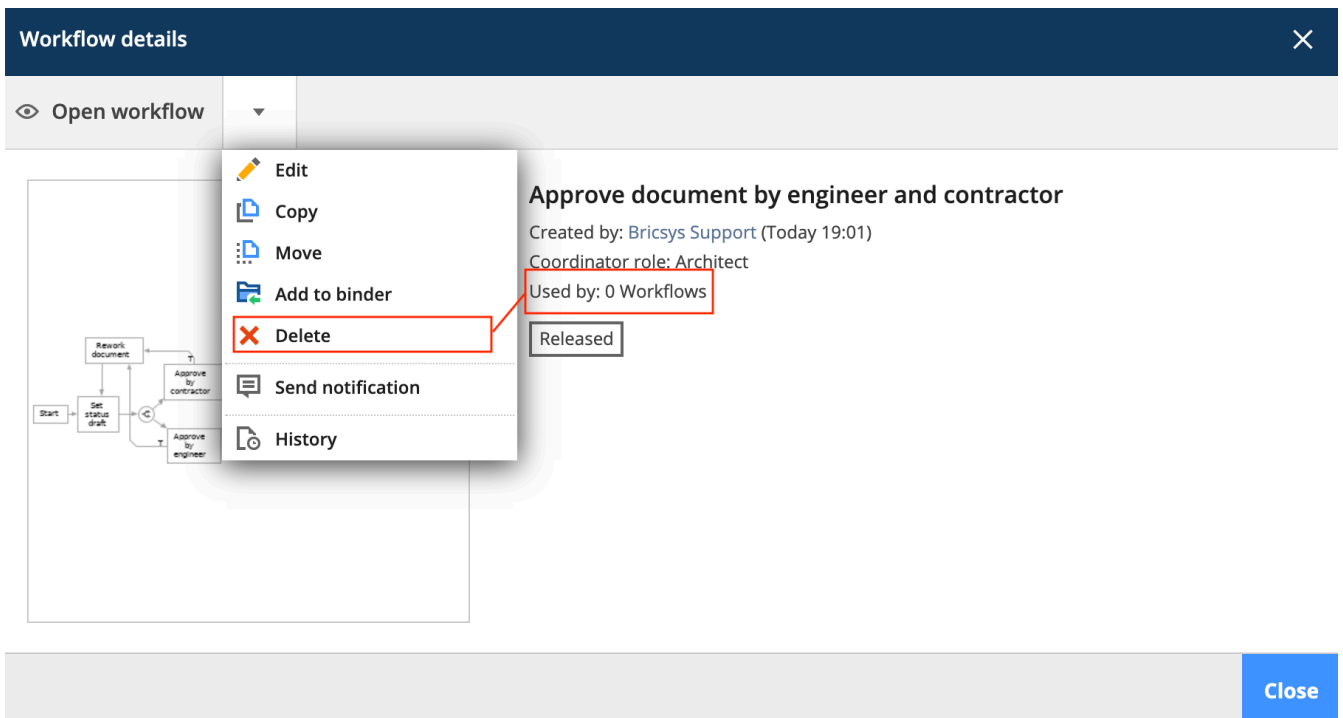 Workflow details
Open workflow
Edit
Copy
Move
Add to binder
Delete
Send notification
History
Approve document by engineer and contractor
Created by: Bricsys Support (Today 19:01)
Coordinator role: Architect
Used by: 0 Workflows
Released
Rework
document
T
Approve
by
contractor
Start
Set
status
draft
Approve
by
engineer
T
Close